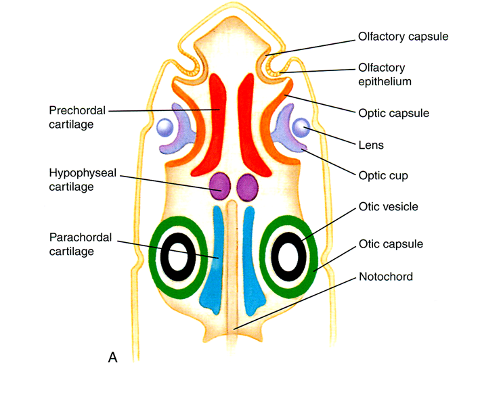 Olfactory capsule
Olfactory
epithelium
Optic capsule
Prechordal
cartilage
Lens
Hypophyseal
cartilage
Optic cup
Otic vesicle
Parachordal
cartilage
Otic capsule
Notochord
A